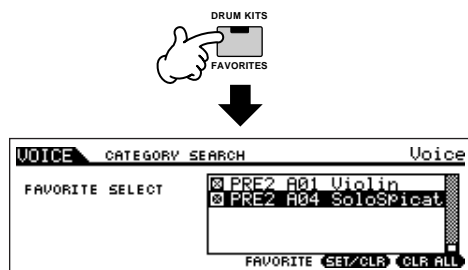 DRUM KITS
FAVORITES
VOICE CATEGORY SEARCH Voice
FAVORITE SELECT
PRE2 A01 Violin
PRE2 A04 SoloSpicat
FAVORITE SET/CLR CLR ALL